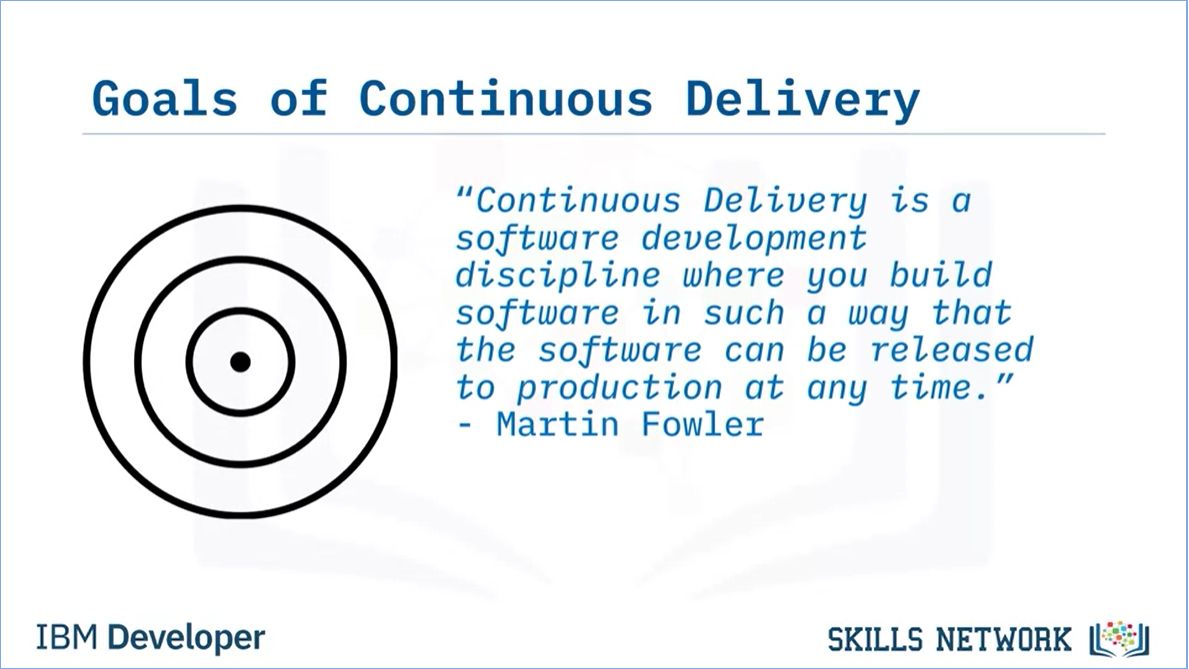 Goals of Continuous Delivery
“Continuous Delivery is a
software development
discipline where you build
software in such a way that
the software can be released
to production at any time.”
- Martin Fowler
IBM Developer
SKILLS NETWORK